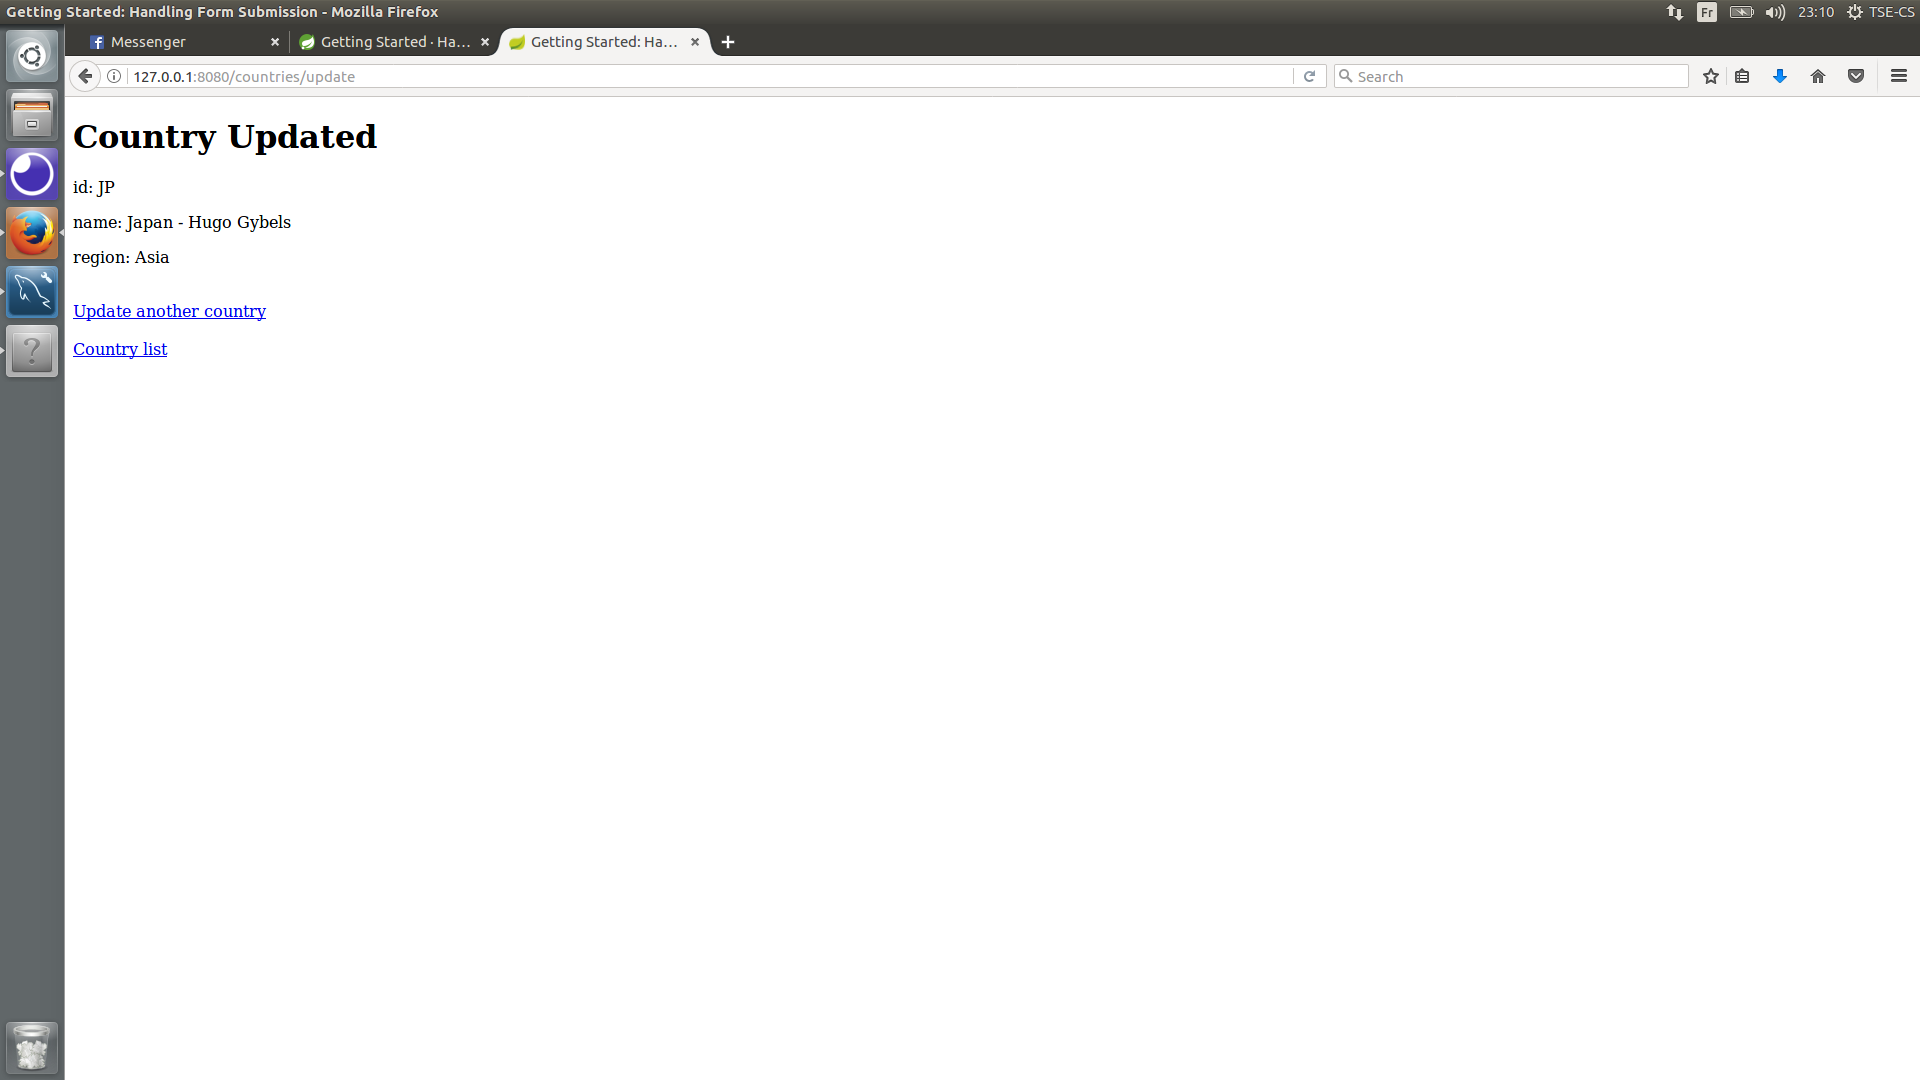 Getting Started: Handling Form Submission - Mozilla Firefox
Fr
23:10
TSE-CS
Messenger
Getting Started · Ha...
Getting Started: Ha...
127.0.0.1:8080/countries/update
Search
Country Updated
id: JP
name: Japan - Hugo Gybels
region: Asia
Update another country
Country list